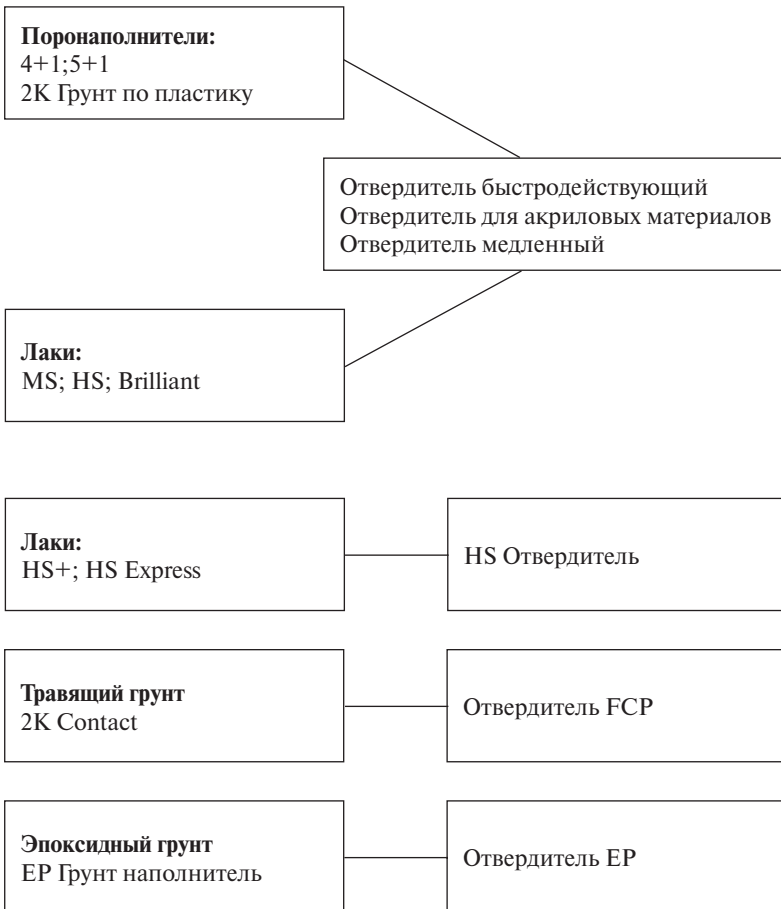 Поронаполнители:
4+1;5+1
2К Грунт по пластику
Отвердитель быстродействующий
Отвердитель для акриловых материалов
Отвердитель медленный
Лаки:
MS; HS; Brilliant
Лаки:
HS+; HS Express
HS Отвердитель
Травящий грунт
2K Contact
Отвердитель FCP
Эпоксидный грунт
EP Грунт наполнитель
Отвердитель EP